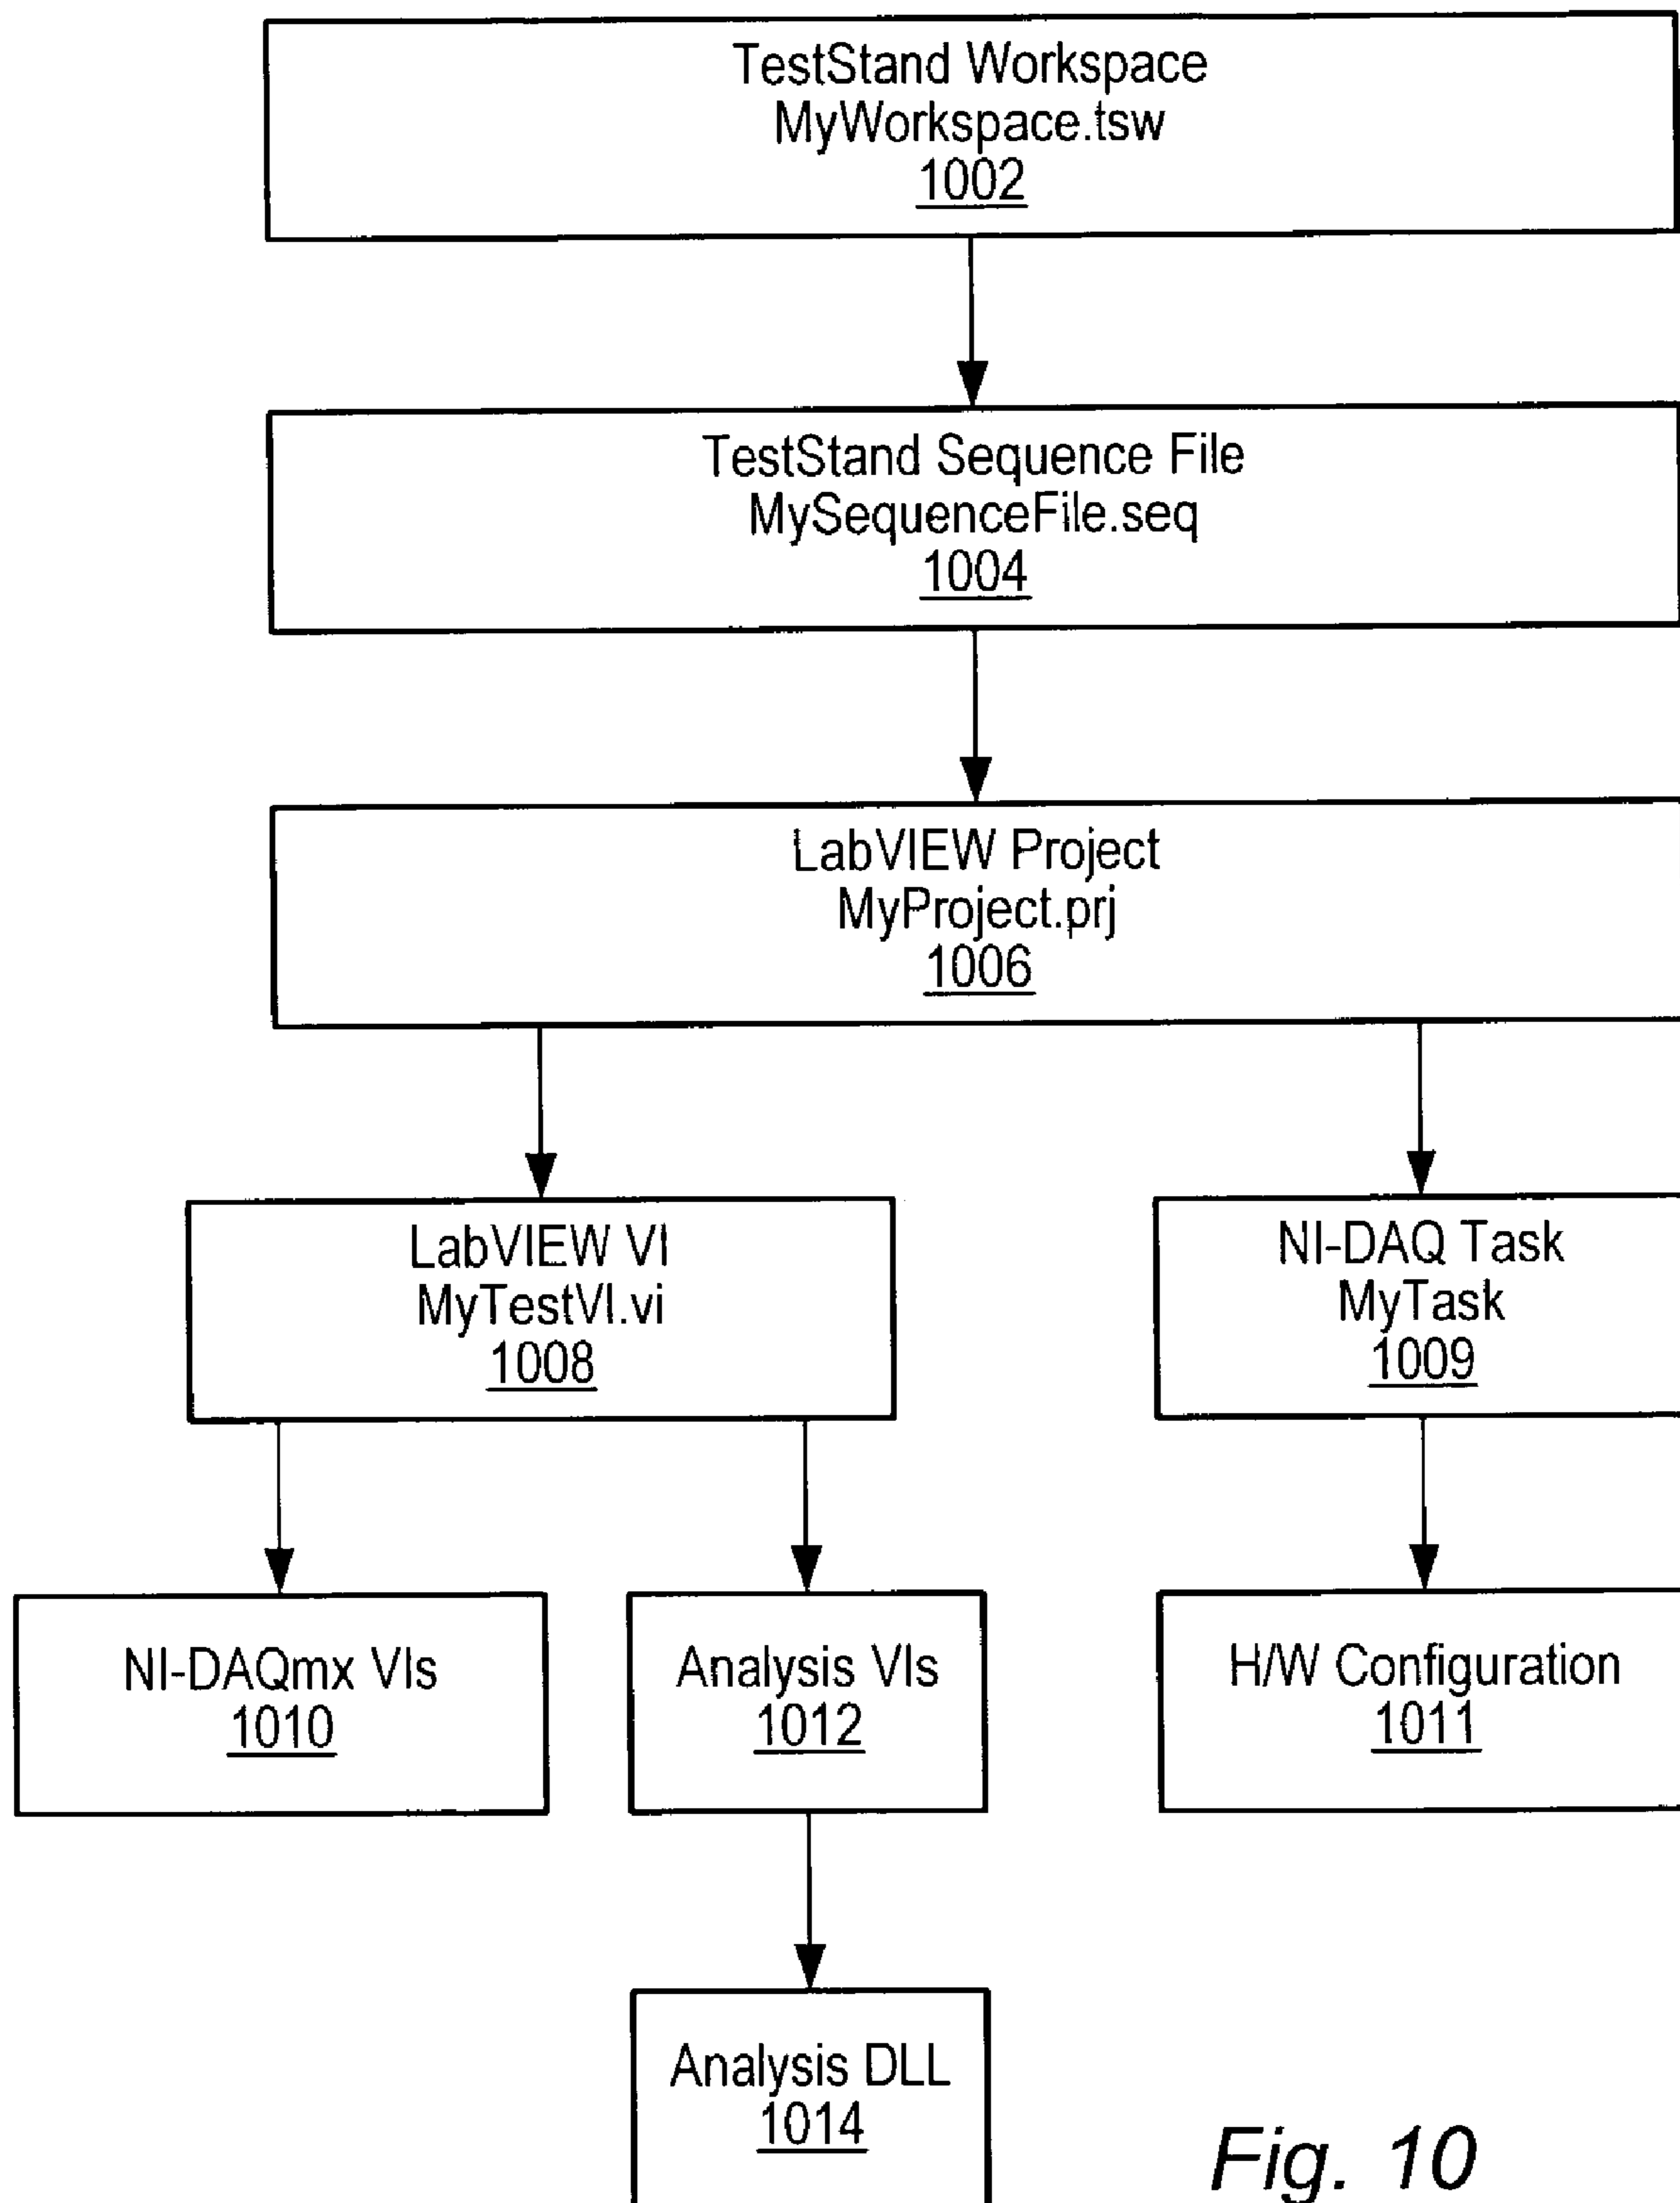 TestStand Workspace
MyWorkspace.tsw
1002
TestStand Sequence File
MySequenceFile.seq
1004
LabVIEW Project
MyProject.prj
1006
LabVIEW VI
MyTestVI.vi
1008
NI-DAQ Task
MyTask
1009
NI-DAQmx VIs
1010
Analysis VIs
1012
H/W Configuration
1011
Analysis DLL
1014
Fig. 10